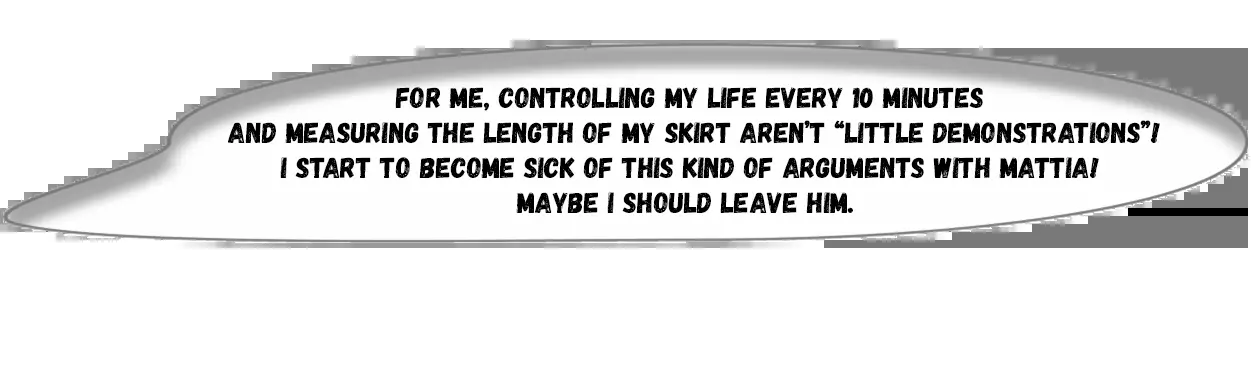 FOR ME, CONTROLLING MY LIFE EVERY 10 MINUTES
AND MEASURING THE LENGTH OF MY SKIRT AREN'T “LITTLE DEMONSTRATIONS”!
I START TO BECOME SICK OF THIS KIND OF ARGUMENTS WITH MATTIA!
MAYBE I SHOULD LEAVE HIM.